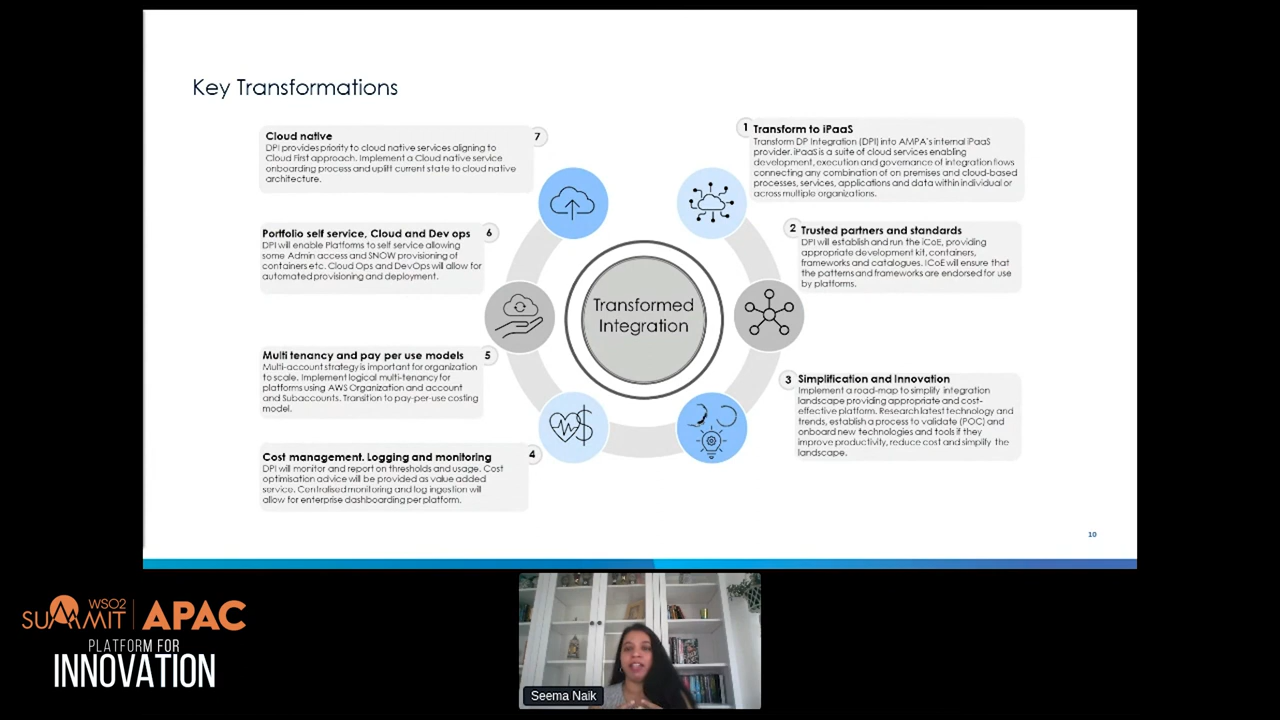 Key Transformations
1
Transform to iPaaS
Transform DP Integration (DPI) into AMPA's internal iPaaS
provider. iPaaS is a suite of cloud services enabling
development, execution and governance of integration flows
connecting any combination of on premises and cloud-based
processes, services, applications and data within individual or
across multiple organizations.
2
Trusted partners and standards
DPI will establish and run the iCoE, providing
appropriate development kit, containers,
frameworks and catalogues. ICoE will ensure that
the patterns and frameworks are endorsed for use
by platforms.
3
Simplification and Innovation
Implement a road-map to simplify integration
landscape providing appropriate and cost-
effective platform. Research latest technology and
trends, establish a process to validate (POC) and
onboard new technologies and tools if they
improve productivity, reduce cost and simplify the
landscape.
4
Cost management. Logging and monitoring
DPI will monitor and report on thresholds and usage. Cost
optimisation advice will be provided as value added
service. Centralised monitoring and log ingestion will
allow for enterprise dashboarding per platform.
5
Multi tenancy and pay per use models
Multi-account strategy is important for organization
to scale. Implement logical multi-tenancy for
platforms using AWS Organization and account
and Subaccounts. Transition to pay-per-use costing
model.
6
Portfolio self service, Cloud and Dev ops
DPI will enable Platforms to self service allowing
some Admin access and SNOW provisioning of
containers etc. Cloud Ops and DevOps will allow for
automated provisioning and deployment.
7
Cloud native
DPI provides priority to cloud native services aligning to
Cloud First approach. Implement a Cloud native service
onboarding process and uplift current state to cloud native
architecture.
Transformed
Integration
10
WSO2
SUMMIT APAC
PLATFORM FOR
INNOVATION
Seema Naik